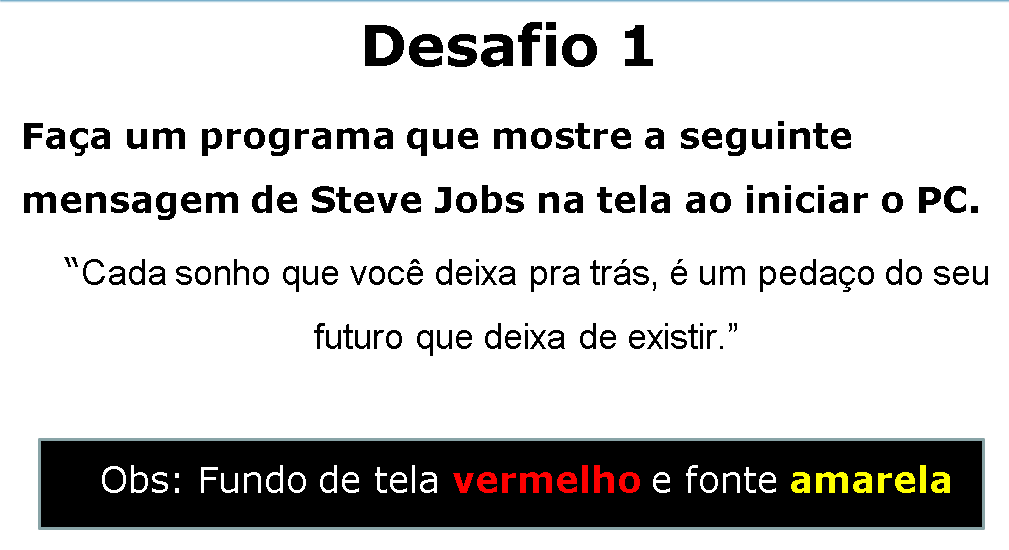 Desafio 1
Faça um programa que mostre a seguinte
mensagem de Steve Jobs na tela ao iniciar o PC.
“Cada sonho que você deixa pra trás, é um pedaço do seu
futuro que deixa de existir.”
Obs: Fundo de tela vermelho e fonte amarela